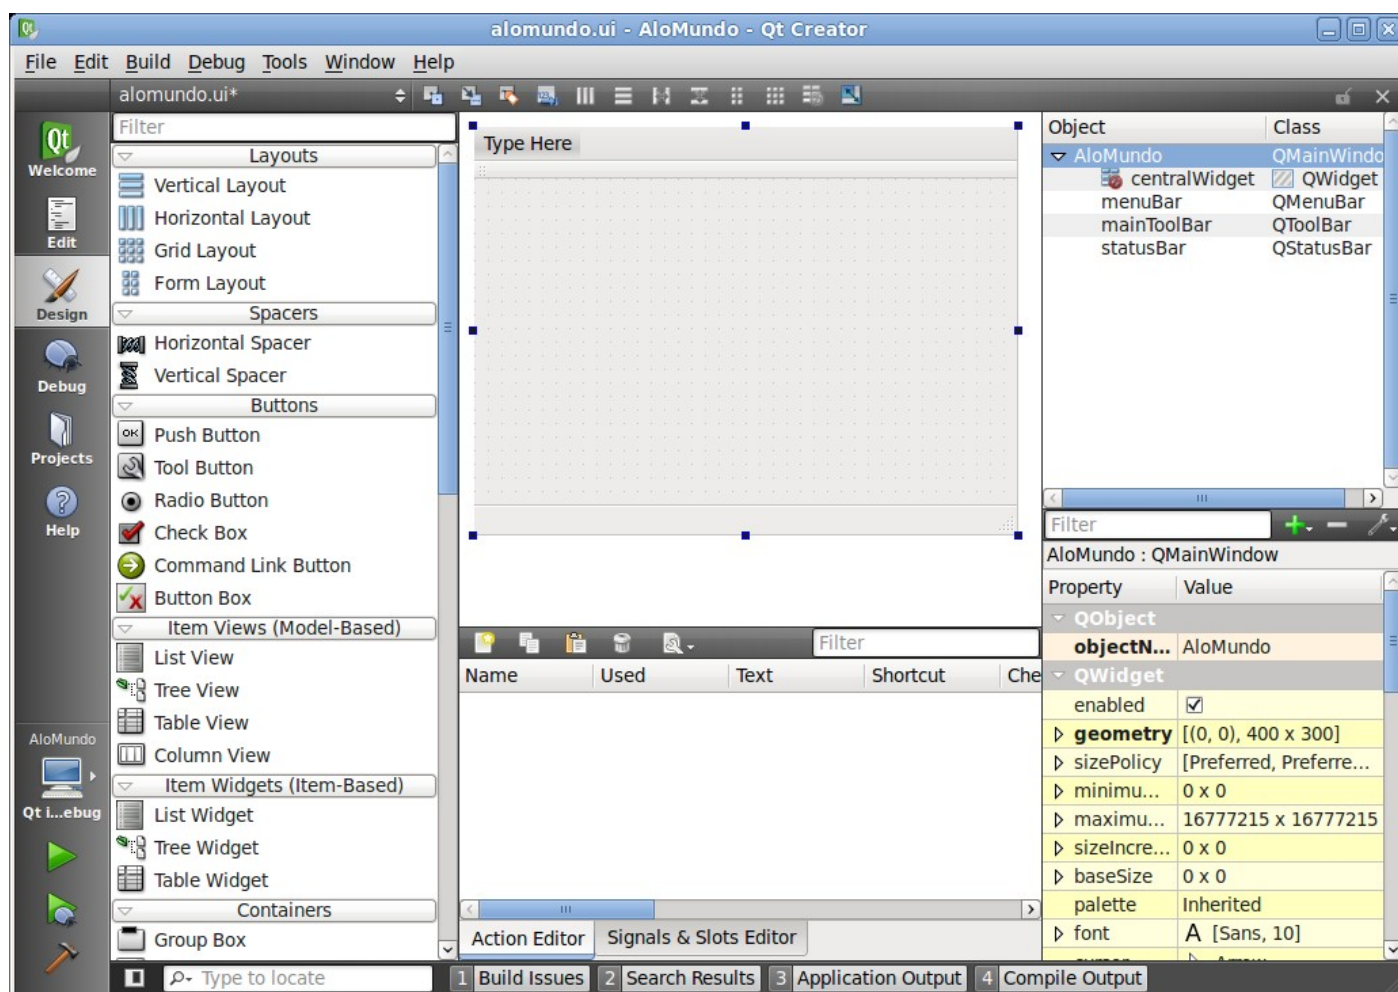 alomundo.ui - AloMundo - Qt Creator
File Edit Build Debug Tools Window Help
alomundo.ui*
Welcome
Edit
Design
Debug
Projects
Help
AloMundo
Qt i...ebug
Filter
Layouts
Vertical Layout
Horizontal Layout
Grid Layout
Form Layout
Spacers
Horizontal Spacer
Vertical Spacer
Buttons
OK Push Button
Tool Button
Radio Button
Check Box
Command Link Button
Button Box
Item Views (Model-Based)
List View
Tree View
Table View
Column View
Item Widgets (Item-Based)
List Widget
Tree Widget
Table Widget
Containers
Group Box
Type Here
Filter
Name Used Text Shortcut Che
Action Editor Signals & Slots Editor
Object Class
AloMundo QMainWindo
centralWidget QWidget
menuBar QMenuBar
mainToolBar QToolBar
statusBar QStatusBar
Filter
AloMundo : QMainWindow
Property Value
QObject
objectN... AloMundo
QWidget
enabled
geometry [(0, 0), 400 x 300]
sizePolicy [Preferred, Preferre...
minimu... 0 x 0
maximu... 16777215 x 16777215
sizeIncre... 0 x 0
baseSize 0 x 0
palette Inherited
font A [Sans, 10]
Type to locate
1 Build Issues 2 Search Results 3 Application Output 4 Compile Output